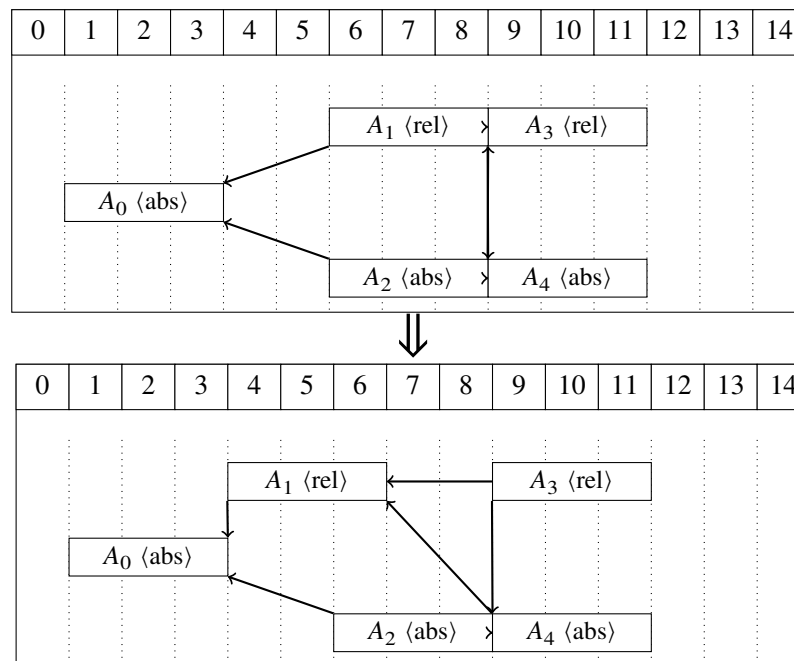 0 1 2 3 4 5 6 7 8 9 10 11 12 13 14
A₁ ⟨rel⟩ A₃ ⟨rel⟩
A₀ ⟨abs⟩
A₂ ⟨abs⟩ A₄ ⟨abs⟩
0 1 2 3 4 5 6 7 8 9 10 11 12 13 14
A₁ ⟨rel⟩ A₃ ⟨rel⟩
A₀ ⟨abs⟩
A₂ ⟨abs⟩ A₄ ⟨abs⟩